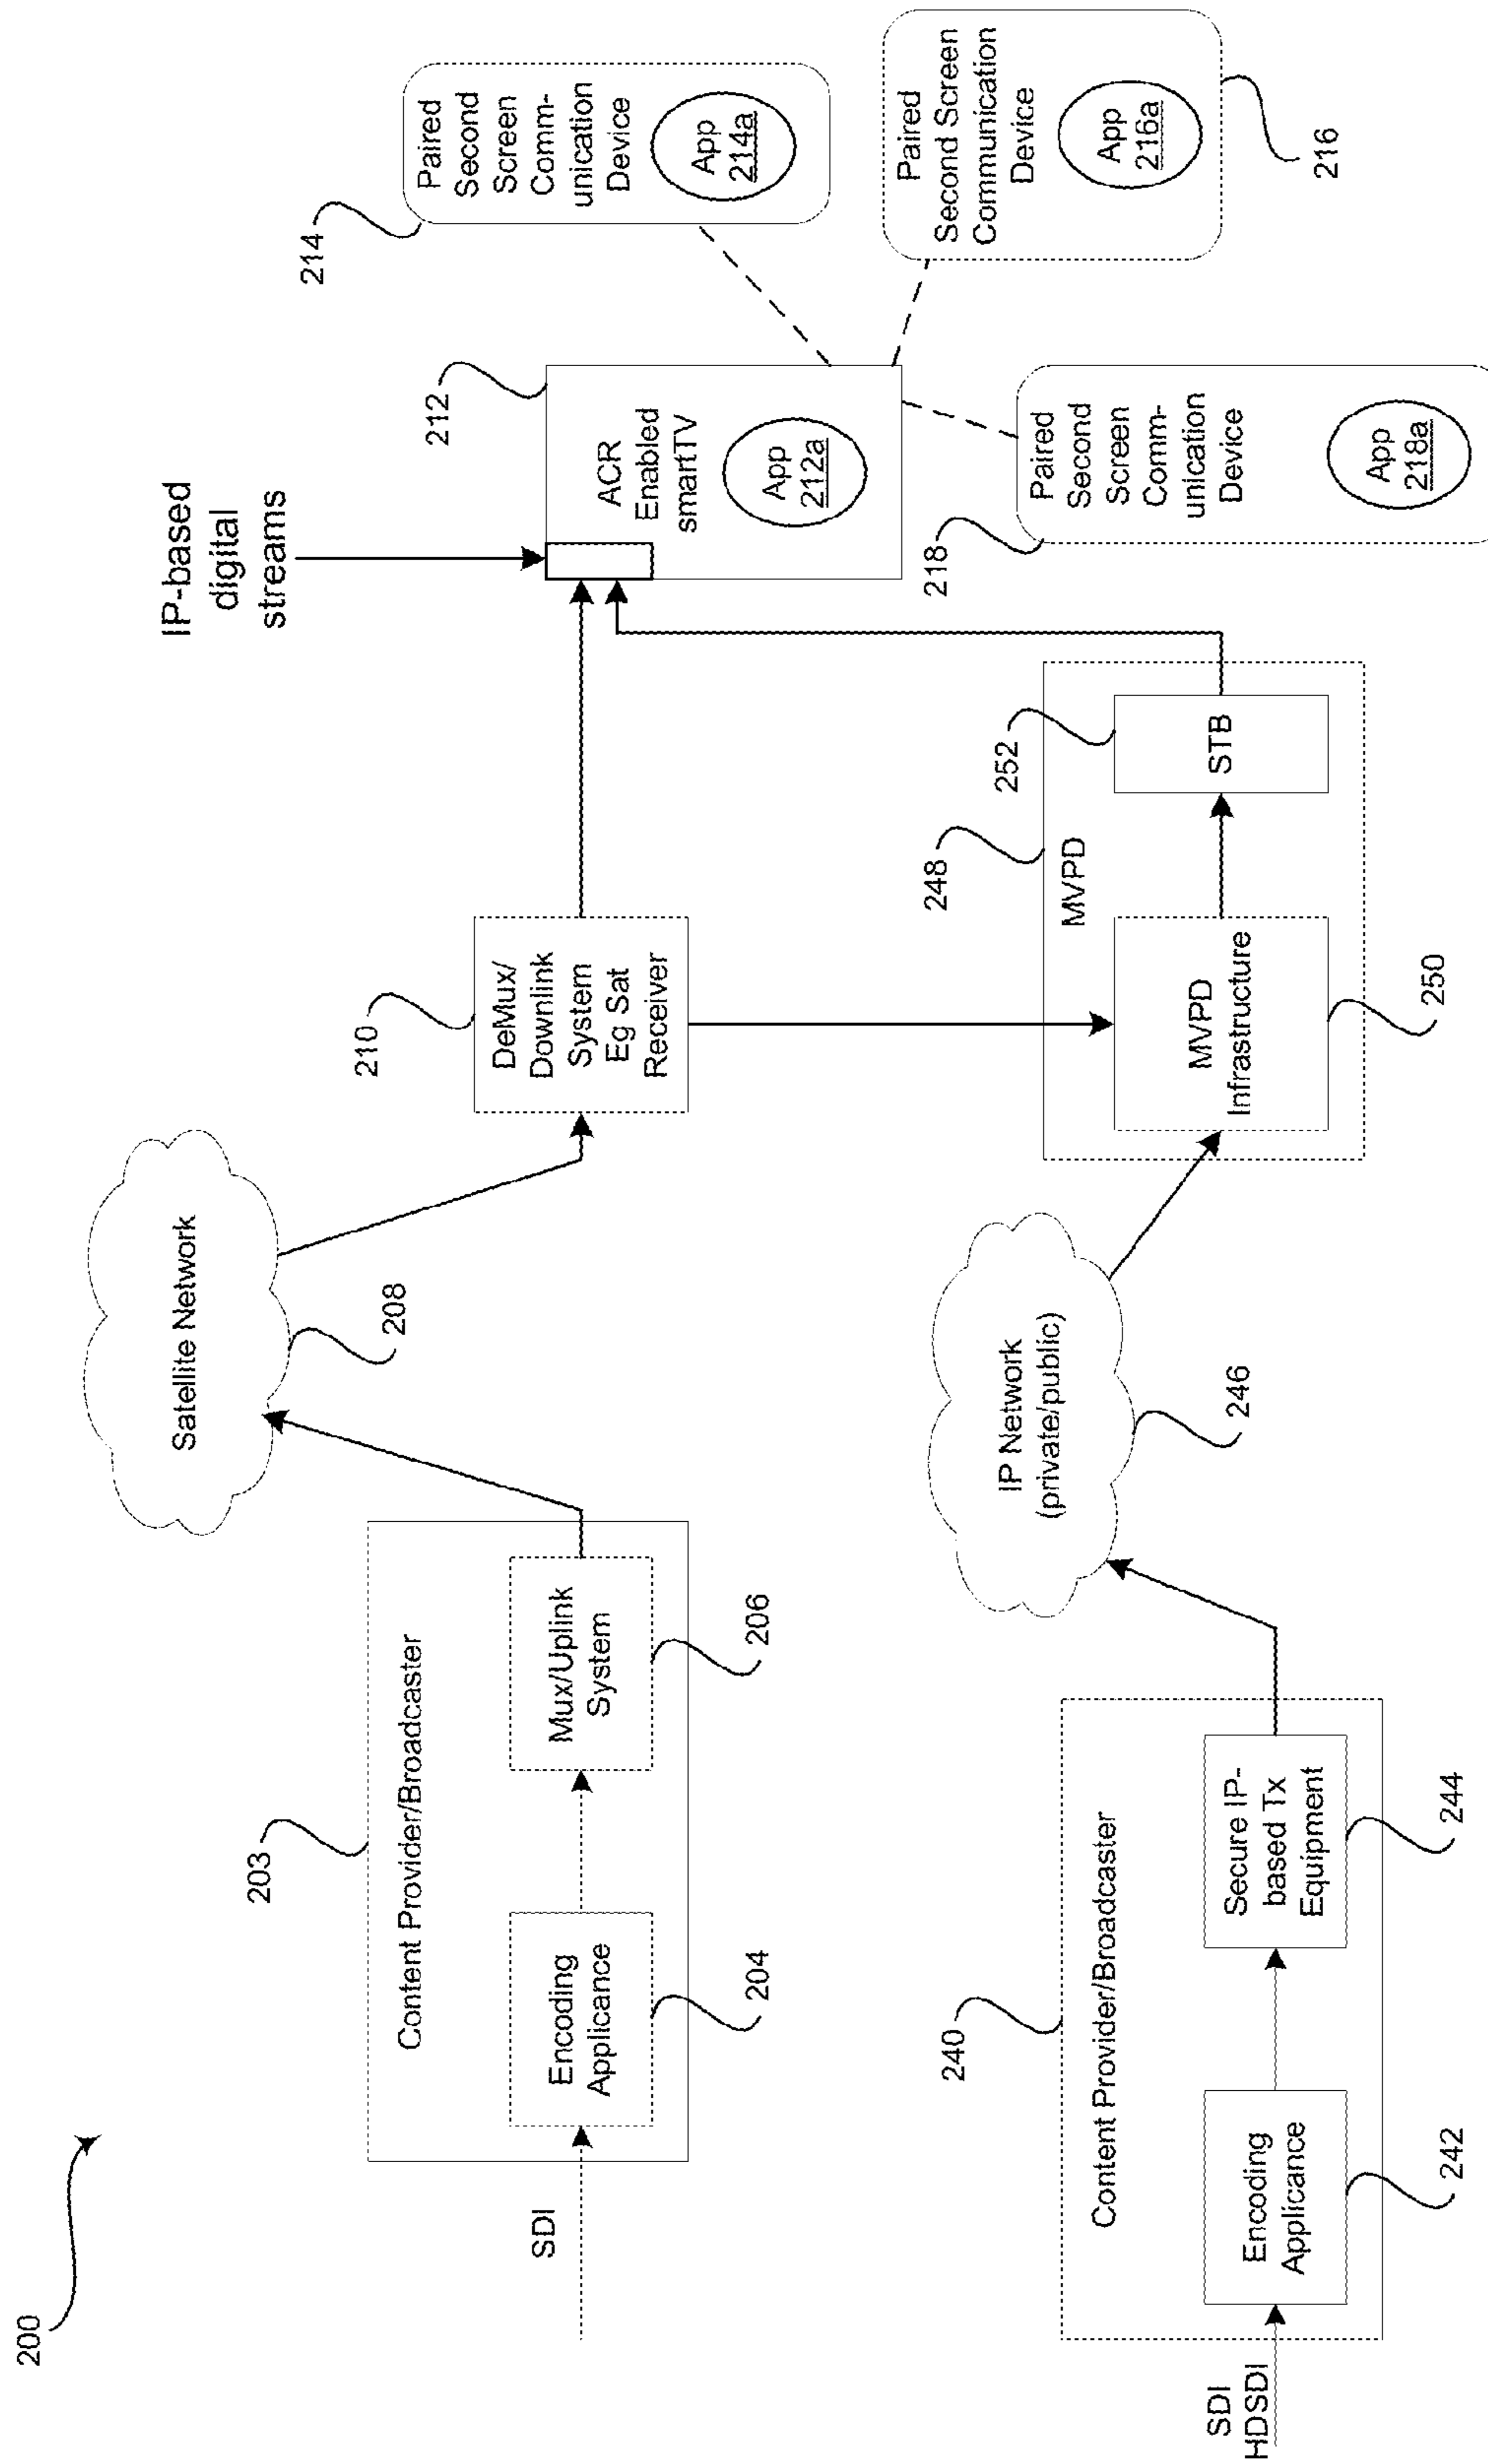 200
SDI
203
Content Provider/Broadcaster
Encoding
Applicance
204
Mux/Uplink
System
206
Satellite Network
208
210
DeMux/
Downlink
System
Eg Sat
Receiver
IP-based
digital
streams
212
ACR
Enabled
smartTV
App
212a
214
Paired
Second
Screen
Comm-
unication
Device
App
214a
Paired
Second Screen
Communication
Device
App
216a
216
218
Paired
Second
Screen
Comm-
unication
Device
App
218a
SDI
HDSDI
240
Content Provider/Broadcaster
Encoding
Applicance
242
Secure IP-
based Tx
Equipment
244
IP Network
(private/public)
246
248
MVPD
MVPD
Infrastructure
250
252
STB